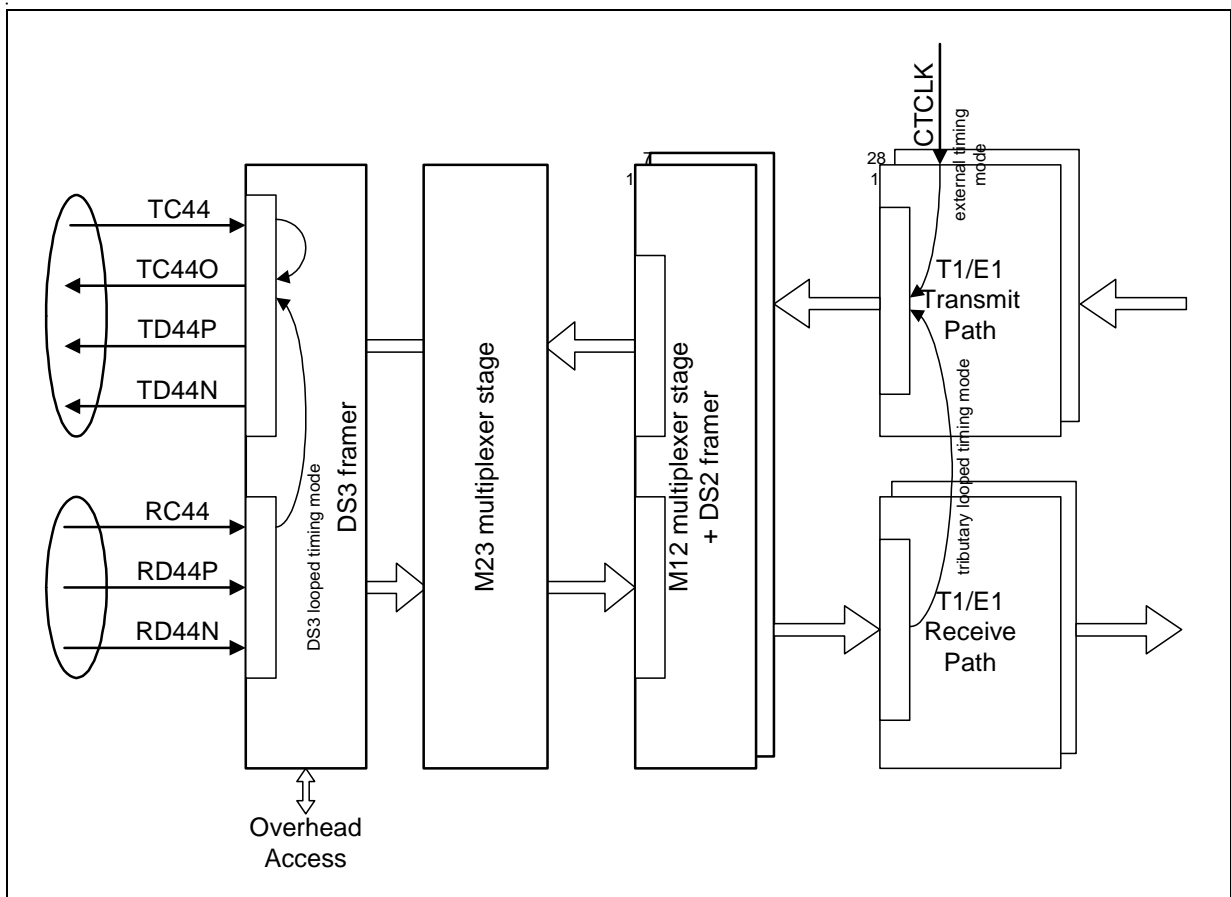 CTCLK
external timing
mode
28
1
1
TC44
TC44O
TD44P
TD44N
RC44
RD44P
RD44N
DS3 looped timing mode
DS3 framer
M23 multiplexer stage
M12 multiplexer stage
+ DS2 framer
T1/E1
Transmit
Path
tributary looped timing mode
T1/E1
Receive
Path
Overhead
Access